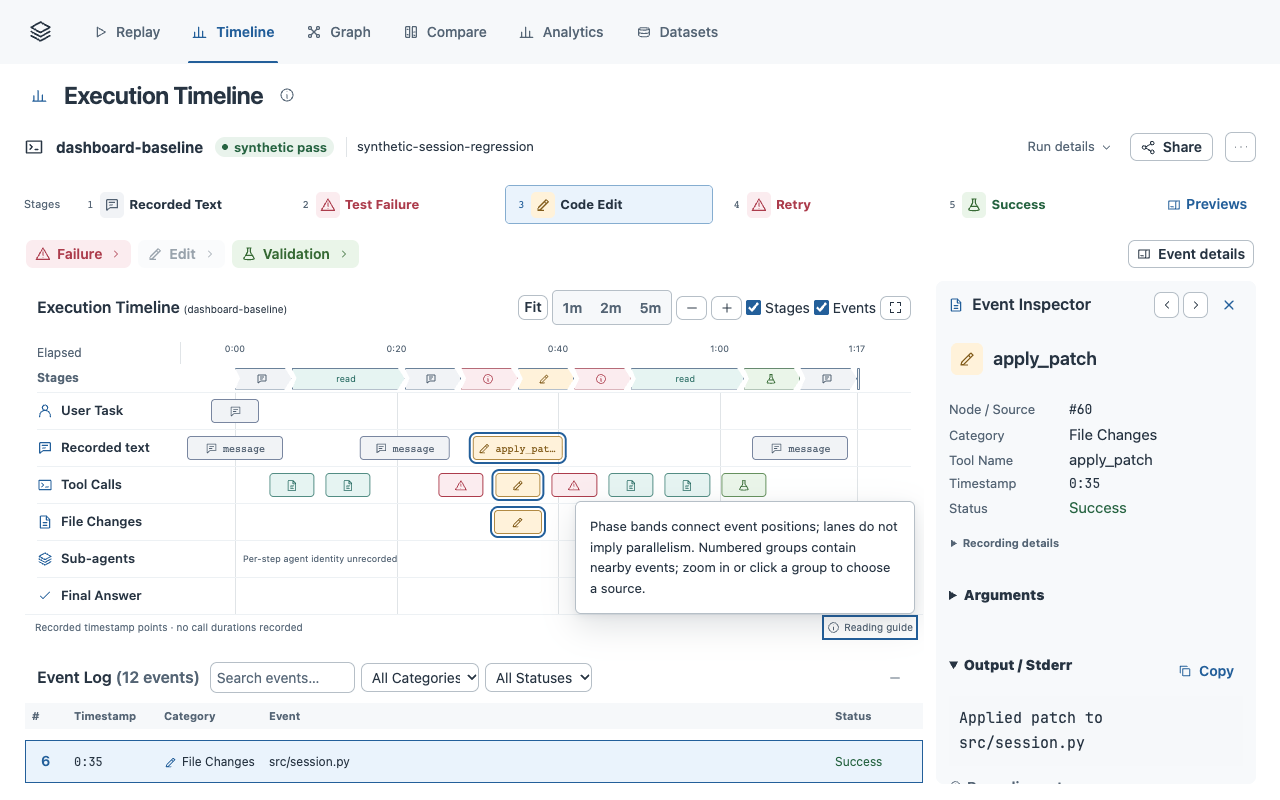 Replay Timeline Graph Compare Analytics Datasets
Execution Timeline
dashboard-baseline synthetic pass synthetic-session-regression Run details Share
Stages 1 Recorded Text 2 Test Failure 3 Code Edit 4 Retry 5 Success Previews
Failure Edit Validation Event details
Execution Timeline (dashboard-baseline) Fit 1m 2m 5m Stages Events
Elapsed 0:00 0:20 0:40 1:00 1:17
Stages read read
User Task
Recorded text message message apply_pat… message
Tool Calls
File Changes
Sub-agents Per-step agent identity unrecorded
Final Answer
Phase bands connect event positions; lanes do not
imply parallelism. Numbered groups contain
nearby events; zoom in or click a group to choose
a source.
Recorded timestamp points · no call durations recorded Reading guide
Event Log (12 events) Search events... All Categories All Statuses
# Timestamp Category Event Status
6 0:35 File Changes src/session.py Success
Event Inspector
apply_patch
Node / Source #60
Category File Changes
Tool Name apply_patch
Timestamp 0:35
Status Success
Recording details
Arguments
Output / Stderr Copy
Applied patch to
src/session.py